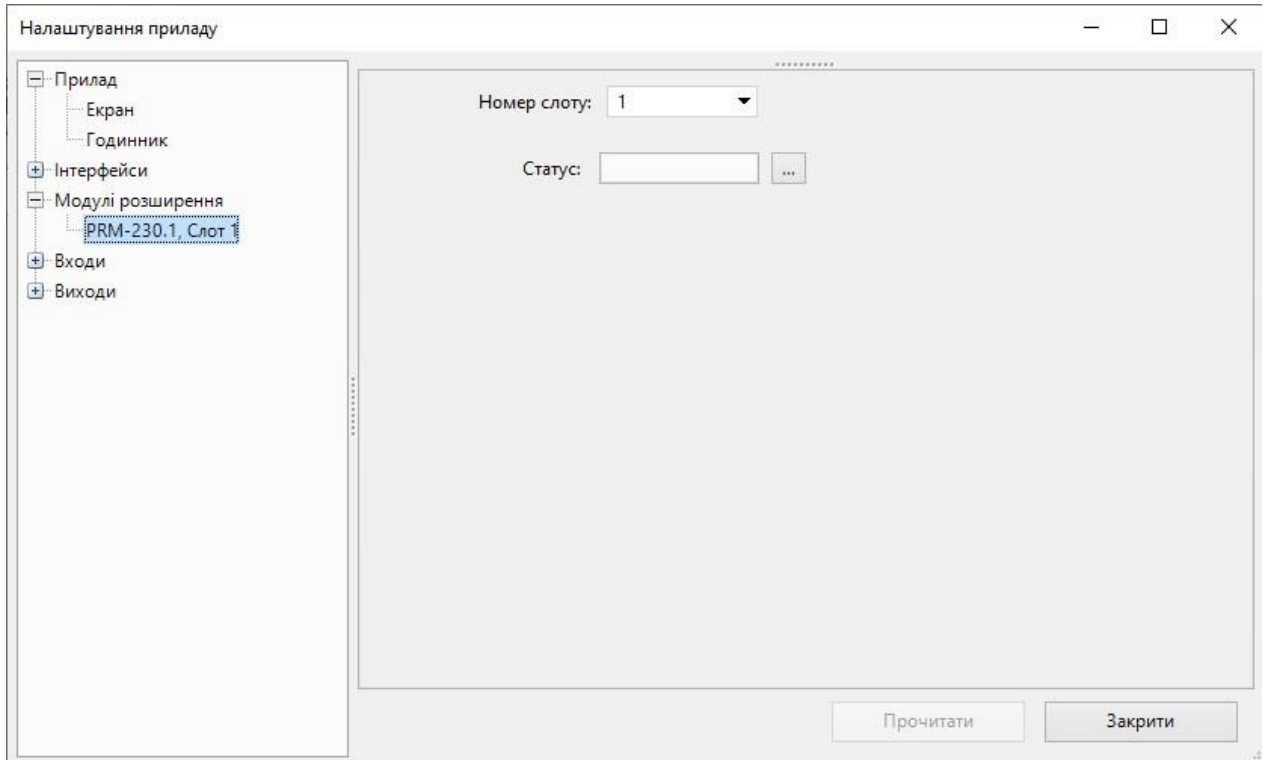 Налаштування приладу
Прилад
Екран
Годинник
Інтерфейси
Модулі розширення
PRM-230.1, Слот 1
Входи
Виходи
Номер слоту: 1
Статус: ...
Прочитати Закрити